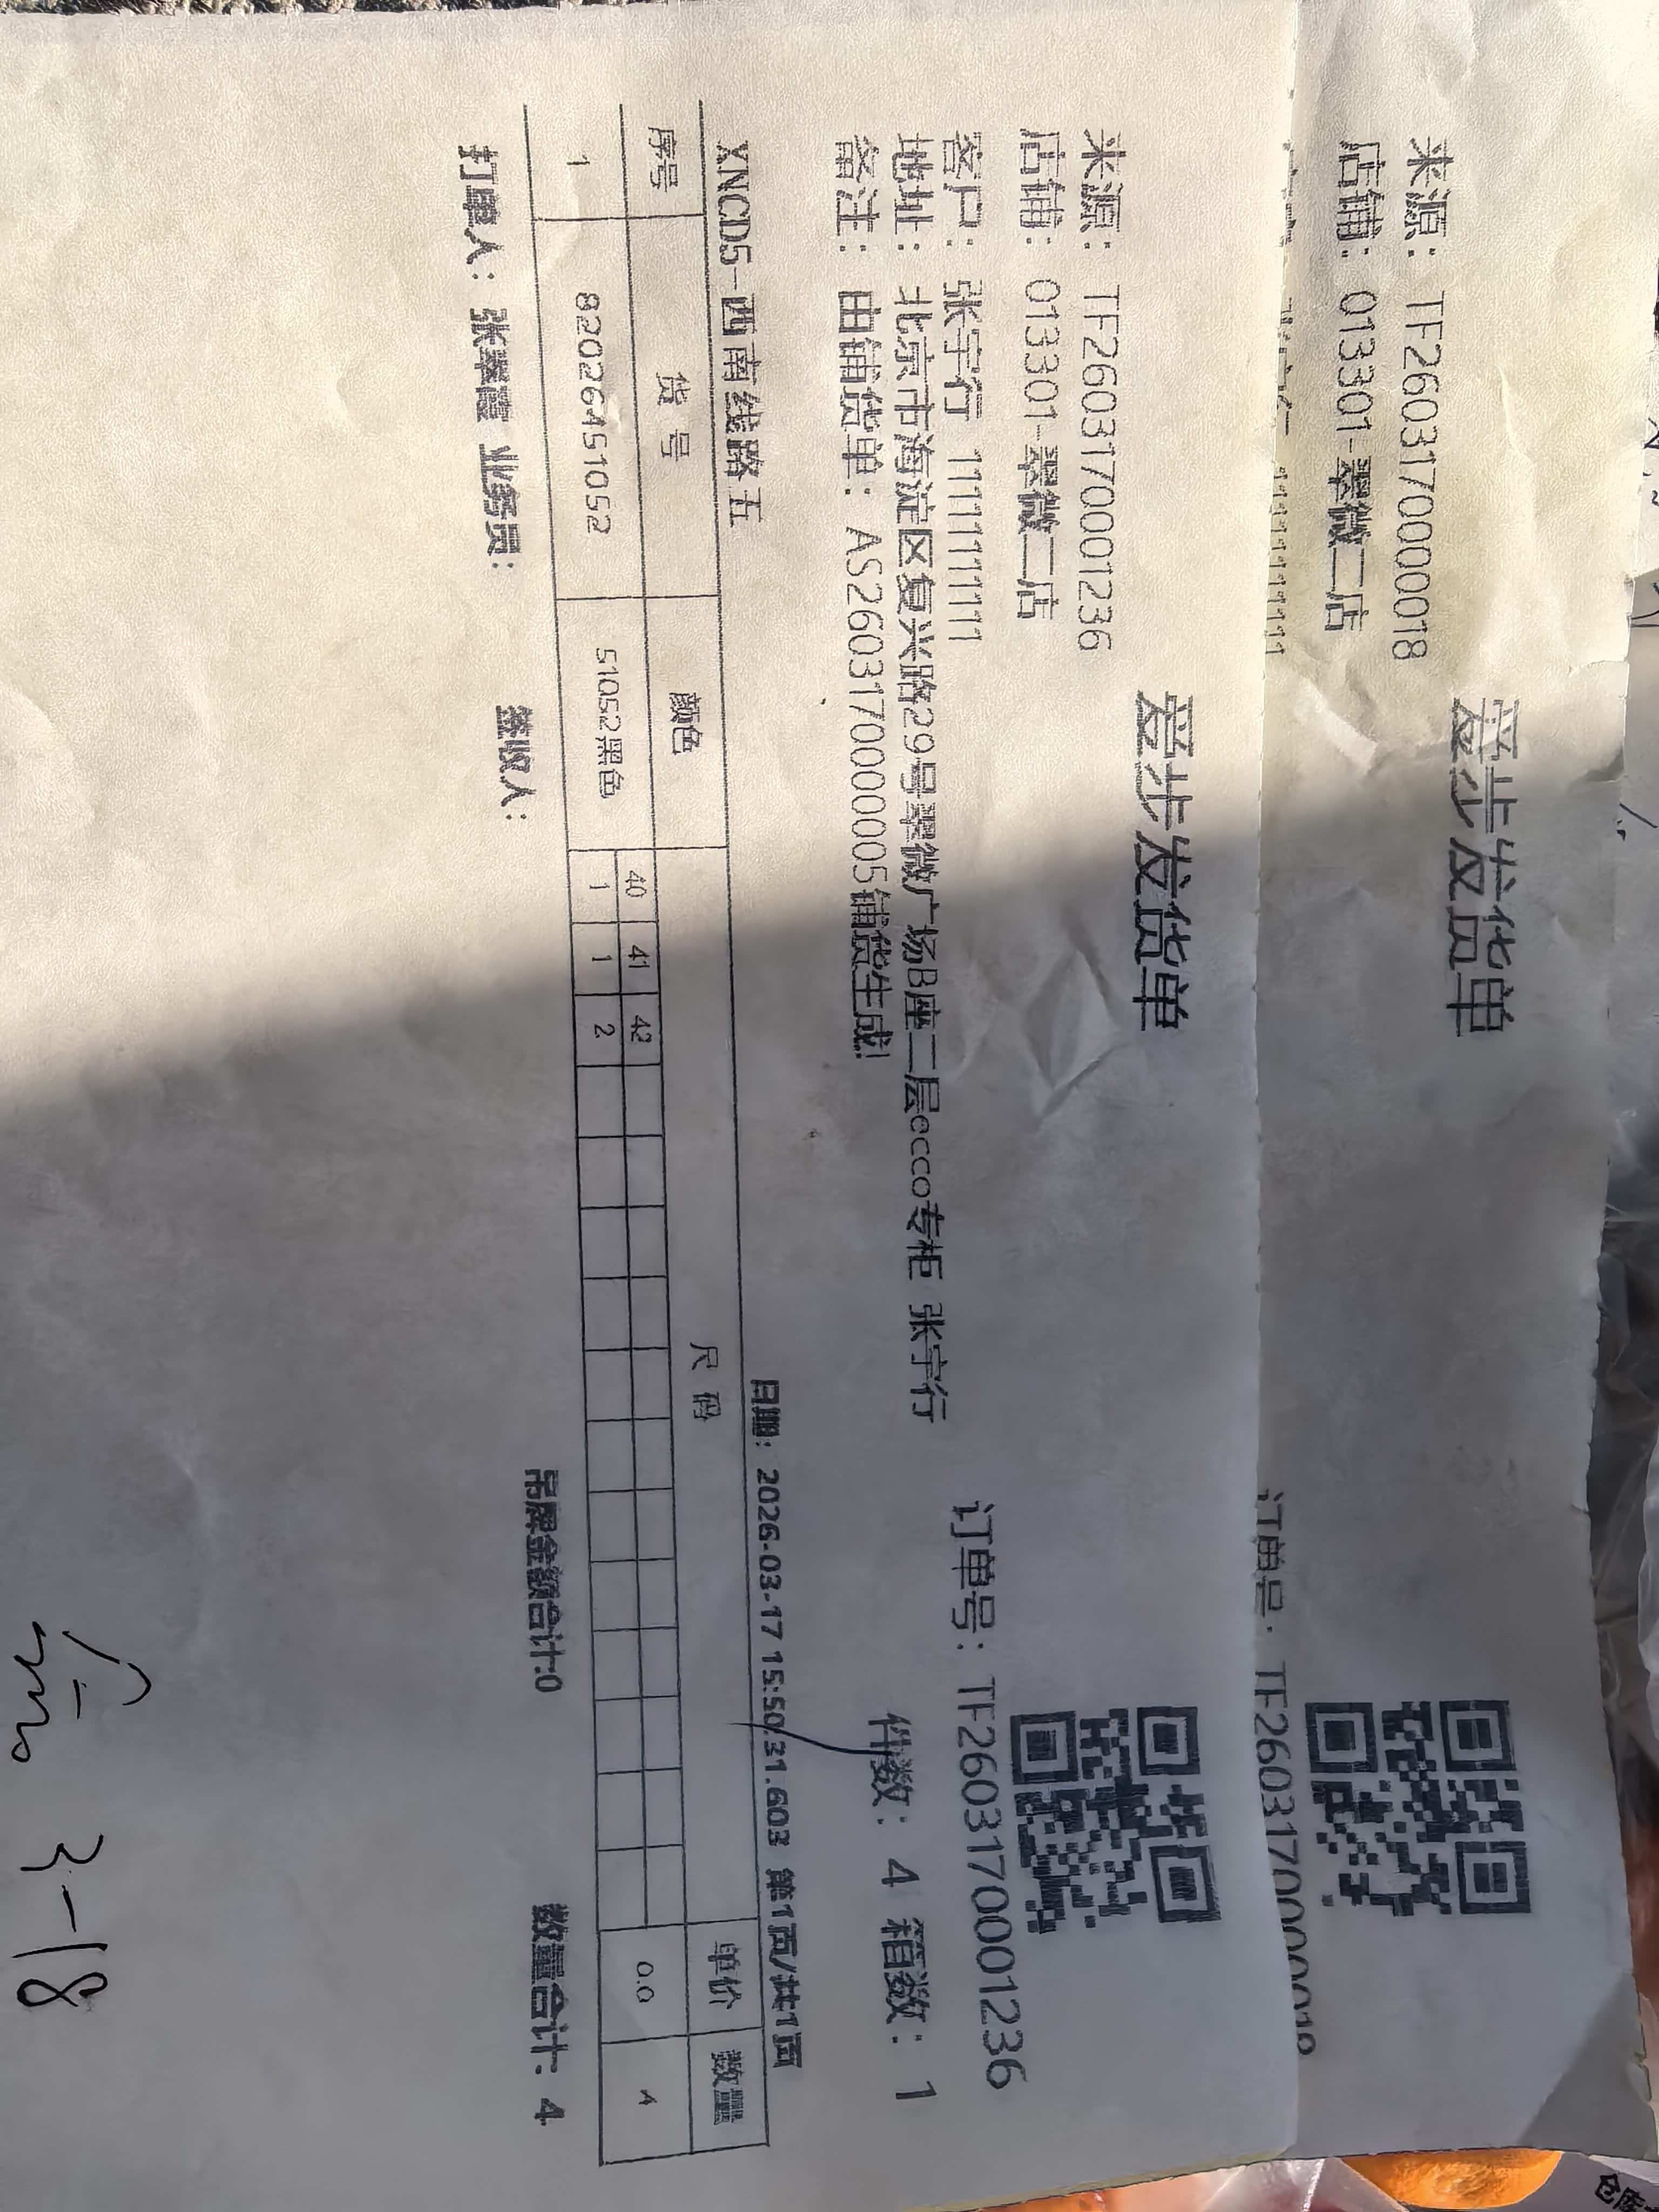 爱步发货单
来源： TF2603170000018
店铺： 013301-翠微二店
11111111111
订单号： TF2603170000018
爱步发货单
来源： TF2603170001236
店铺： 013301-翠微二店
客户： 张宇行 11111111111
订单号： TF2603170001236
地址： 北京市海淀区复兴路29号翠微广场B座二层ecco专柜 张宇行
备注： 由铺货单： AS2603170000005铺货生成!
件数： 4 箱数： 1
XNCD5-西南线路五
日期: 2026-03-17 15:50:31.603 第1页/共1页
序号 货号 颜色 尺码 单价 数量
40 41 42
1 82026451052 51052黑色 1 1 2 0.0 4
打单人: 张 业务员:
签收人:
吊牌金额合计:0
数量合计: 4
3-18
仓库